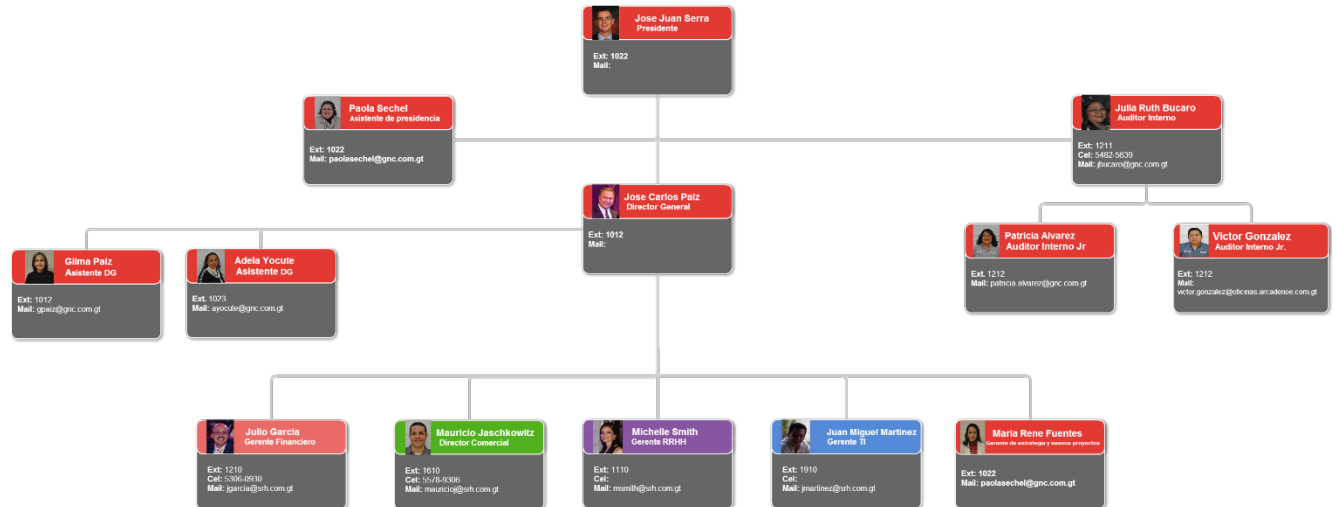 Jose Juan Serra
Presidente
Ext: 1022
Mail:
Paola Sechel
Asistente de presidencia
Ext: 1022
Mail: paolasechel@gnc.com.gt
Julia Ruth Bucaro
Auditor Interno
Ext: 1211
Cel: 5482-5639
Mail: jbucaro@gnc.com.gt
Jose Carlos Paiz
Director General
Ext: 1012
Mail:
Gilma Paiz
Asistente DG
Ext: 1012
Mail: gpaiz@gnc.com.gt
Adela Yocute
Asistente DG
Ext. 1023
Mail: ayocute@gnc.com.gt
Patricia Alvarez
Auditor Interno Jr
Ext. 1212
Mail: patricia.alvarez@gnc.com.gt
Victor Gonzalez
Auditor Interno Jr.
Ext: 1212
Mail:
victor.gonzalez@oficinas.arcadenoe.com.gt
Julio Garcia
Gerente Financiero
Ext: 1210
Cel: 5306-0930
Mail: jgarcia@srh.com.gt
Mauricio Jaschkowitz
Director Comercial
Ext: 1610
Cel: 5578-9306
Mail: mauricioj@srh.com.gt
Michelle Smith
Gerente RRHH
Ext: 1110
Cel:
Mail: msmith@srh.com.gt
Juan Miguel Martinez
Gerente TI
Ext: 1910
Cel:
Mail: jmartinez@srh.com.gt
Maria Rene Fuentes
Gerente de estrategia y nuevos proyectos
Ext: 1022
Mail: paolasechel@gnc.com.gt